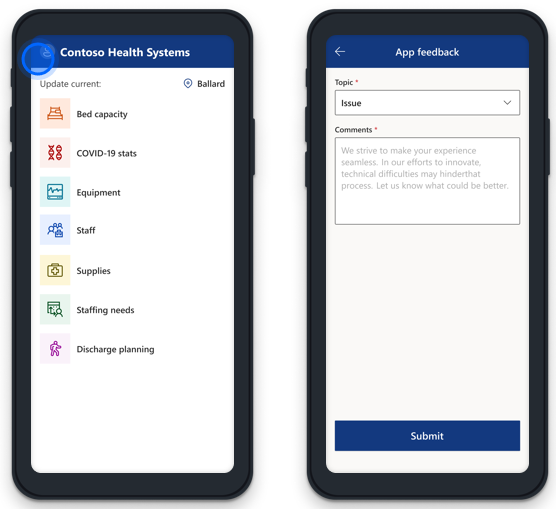 Contoso Health Systems
Update current:
Ballard
Bed capacity
COVID-19 stats
Equipment
Staff
Supplies
Staffing needs
Discharge planning
App feedback
Topic *
Issue
Comments *
We strive to make your experience
seamless. In our efforts to innovate,
technical difficulties may hinderthat
process. Let us know what could be better.
Submit